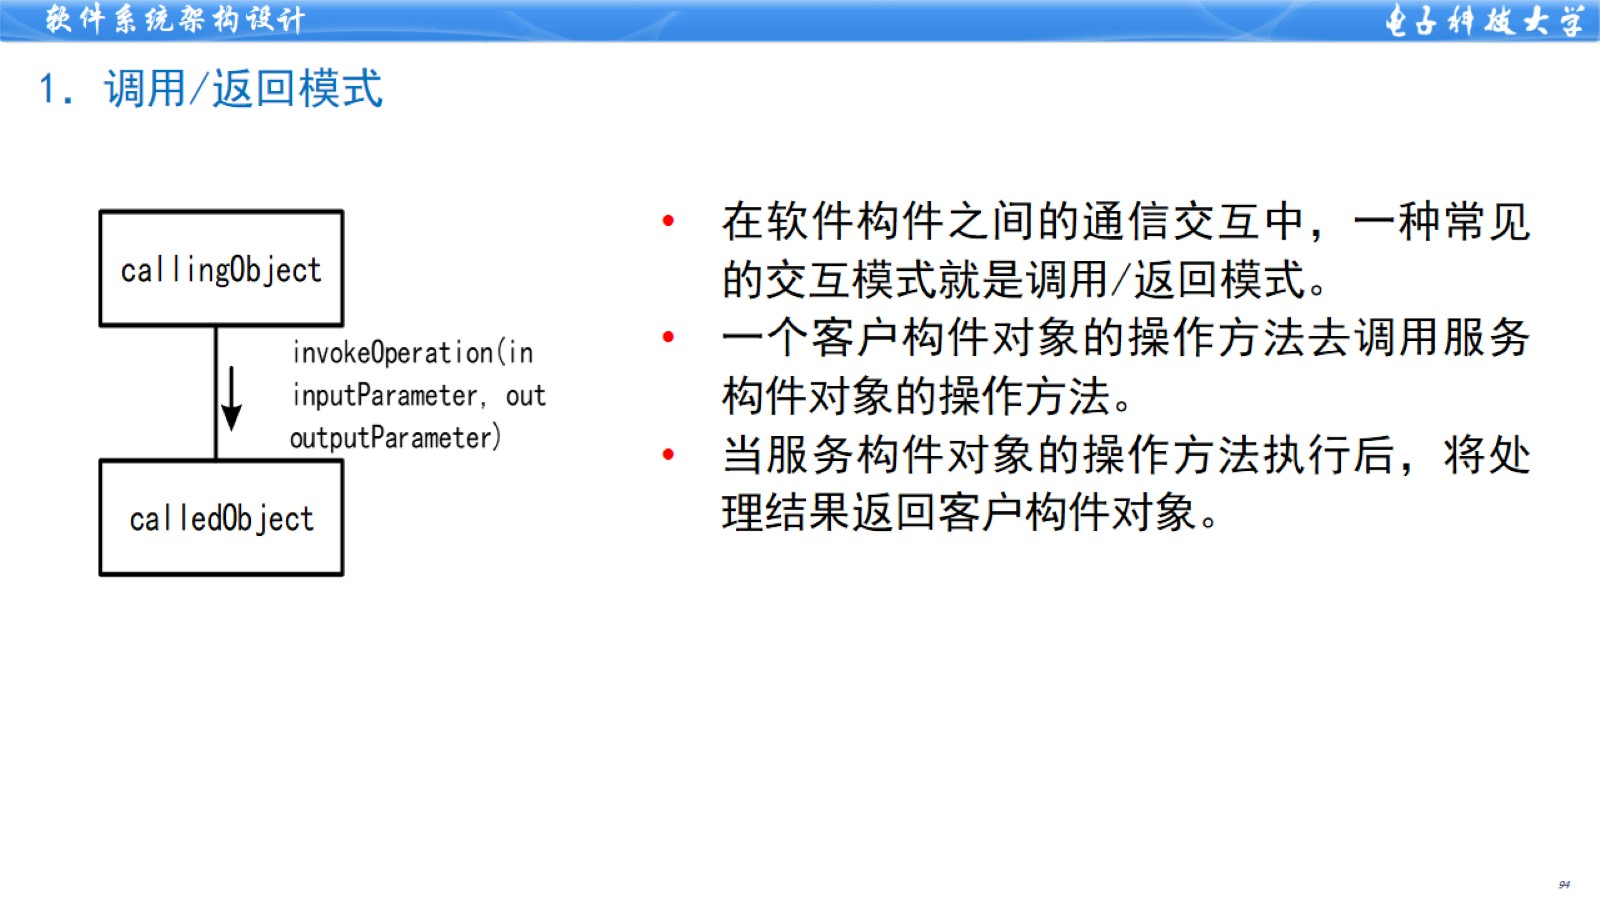 软件系统架构设计
电子科技大学
1. 调用/返回模式
callingObject
invokeOperation(in
inputParameter, out
outputParameter)
calledObject
• 在软件构件之间的通信交互中，一种常见
的交互模式就是调用/返回模式。
• 一个客户构件对象的操作方法去调用服务
构件对象的操作方法。
• 当服务构件对象的操作方法执行后，将处
理结果返回客户构件对象。
94